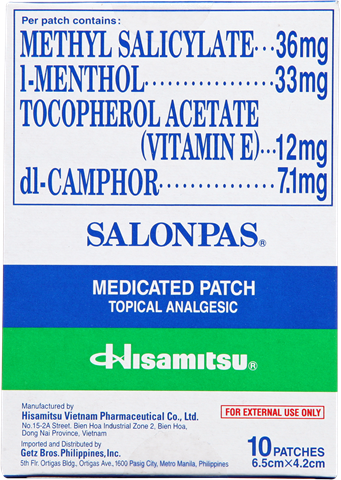 Per patch contains:
METHYL SALICYLATE...36mg
l-MENTHOL...............33mg
TOCOPHEROL ACETATE
(VITAMIN E)...12mg
dl-CAMPHOR..............7.1mg
SALONPAS®
MEDICATED PATCH
TOPICAL ANALGESIC
Hisamitsu®
Manufactured by
Hisamitsu Vietnam Pharmaceutical Co., Ltd.
No.15-2A Street, Bien Hoa Industrial Zone 2, Bien Hoa,
Dong Nai Province, Vietnam
FOR EXTERNAL USE ONLY
Imported and Distributed by
Getz Bros.Philippines,Inc.
5th Flr. Ortigas Bldg., Ortigas Ave.,1600 Pasig City, Metro Manila, Philippines
10 PATCHES
6.5cm×4.2cm